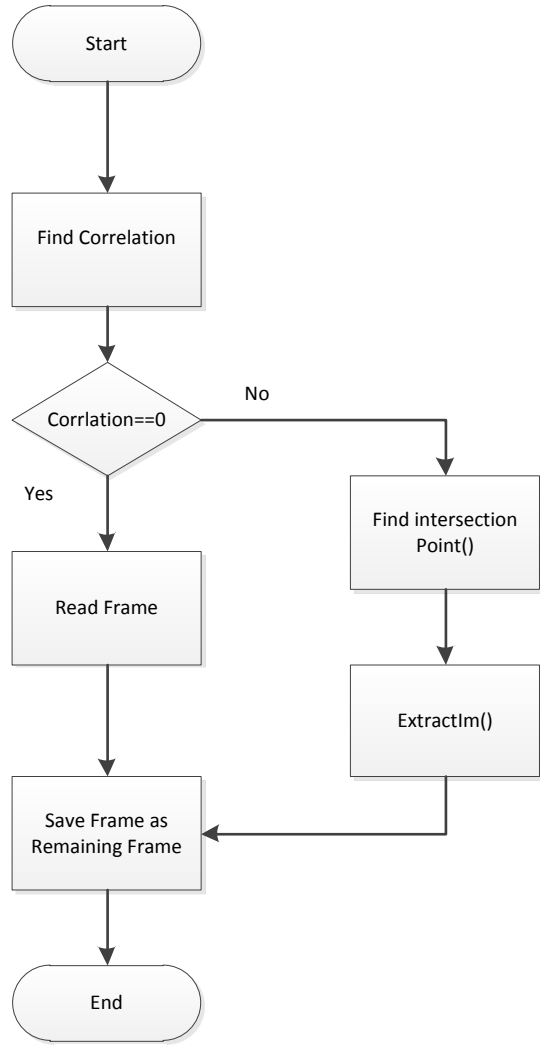 Start
Find Correlation
Corrlation==0
No
Yes
Find intersection
Point()
Read Frame
ExtractIm()
Save Frame as
Remaining Frame
End